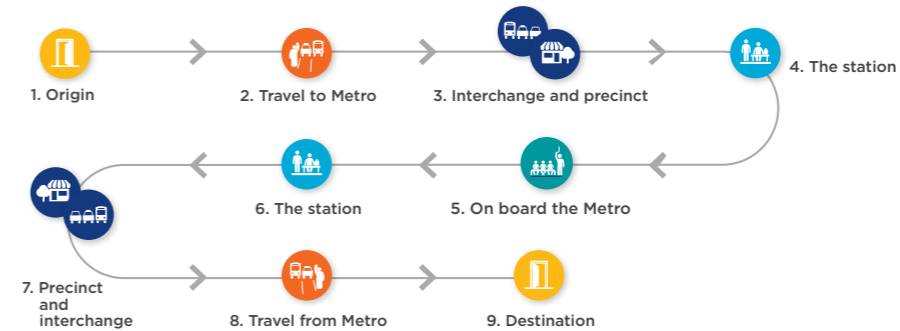 1. Origin
2. Travel to Metro
3. Interchange and precinct
4. The station
5. On board the Metro
6. The station
7. Precinct
and
interchange
8. Travel from Metro
9. Destination